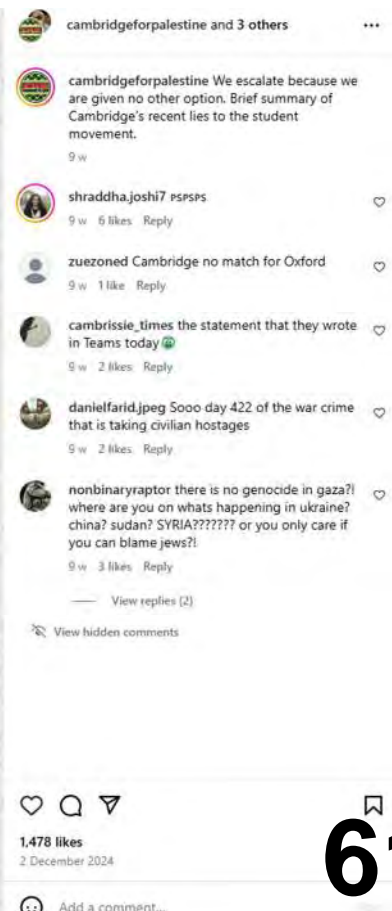 cambridgeforpalestine and 3 others
cambridgeforpalestine We escalate because we
are given no other option. Brief summary of
Cambridge's recent lies to the student
movement.
9 w
shraddha.joshi7 PSPSPS
9 w 6 likes Reply
zuezoned Cambridge no match for Oxford
9 w 1 like Reply
cambrissie_times the statement that they wrote
in Teams today
9 w 2 likes Reply
danielfarid.jpeg Sooo day 422 of the war crime
that is taking civilian hostages
9 w 2 likes Reply
nonbinaryraptor there is no genocide in gaza?!
where are you on whats happening in ukraine?
china? sudan? SYRIA??????? or you only care if
you can blame jews?!
9 w 3 likes Reply
View replies (2)
View hidden comments
1,478 likes
2 December 2024
Add a comment...